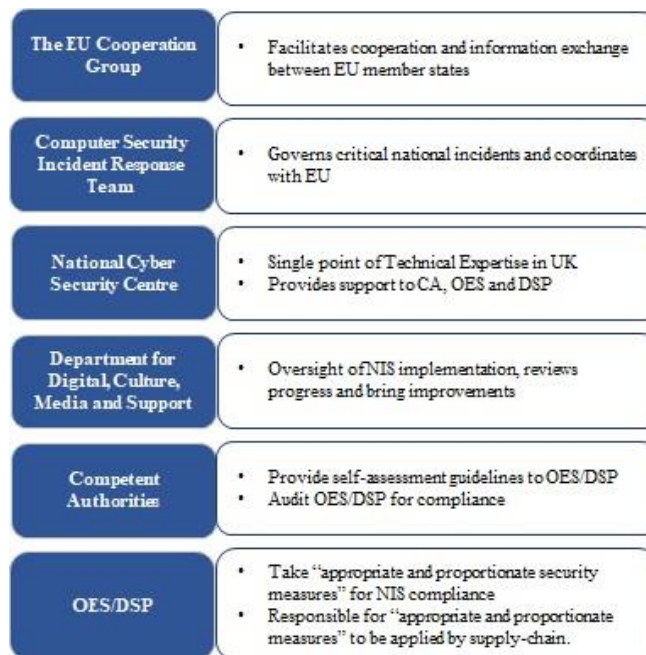 The EU Cooperation
Group
• Facilitates cooperation and information exchange
between EU member states
Computer Security
Incident Response
Team
• Governs critical national incidents and coordinates
with EU
National Cyber
Security Centre
• Single point of Technical Expertise in UK
• Provides support to CA, OES and DSP
Department for
Digital, Culture,
Media and Support
• Oversight of NIS implementation, reviews
progress and bring improvements
Competent
Authorities
• Provide self-assessment guidelines to OES/DSP
• Audit OES/DSP for compliance
OES/DSP
• Take “appropriate and proportionate security
measures” for NIS compliance
• Responsible for “appropriate and proportionate
measures” to be applied by supply-chain.